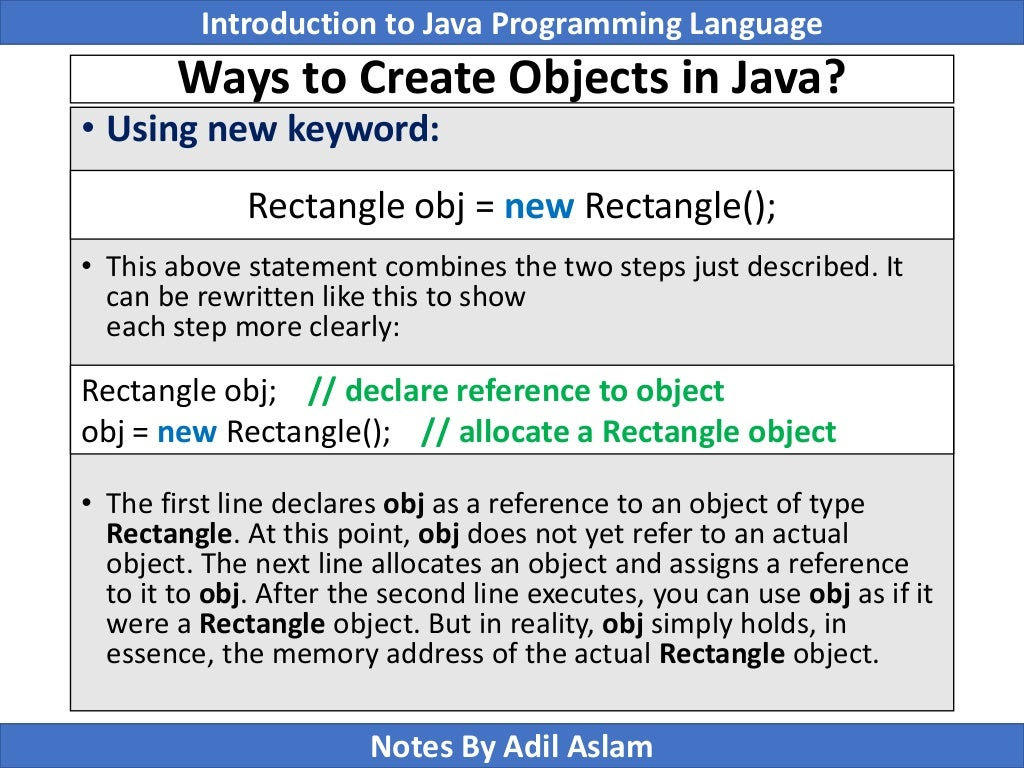 Introduction to Java Programming Language
Ways to Create Objects in Java?
• Using new keyword:
Rectangle obj = new Rectangle();
• This above statement combines the two steps just described. It
can be rewritten like this to show
each step more clearly:
Rectangle obj; // declare reference to object
obj = new Rectangle(); // allocate a Rectangle object
• The first line declares obj as a reference to an object of type
Rectangle. At this point, obj does not yet refer to an actual
object. The next line allocates an object and assigns a reference
to it to obj. After the second line executes, you can use obj as if it
were a Rectangle object. But in reality, obj simply holds, in
essence, the memory address of the actual Rectangle object.
Notes By Adil Aslam